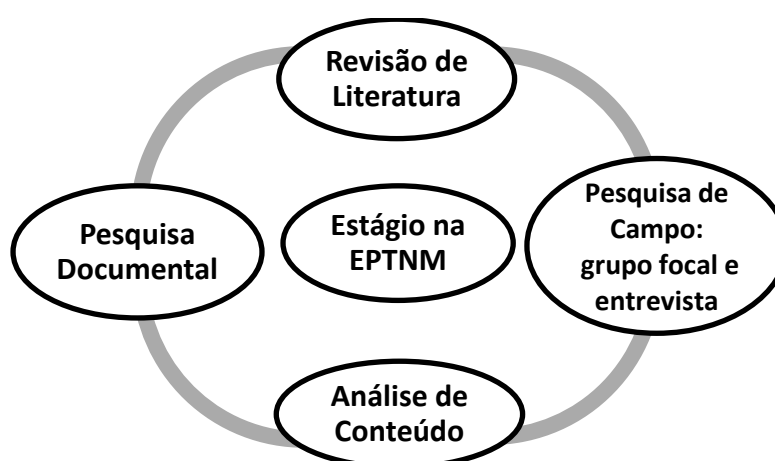 Revisão de
Literatura
Pesquisa
Documental
Estágio na
EPTNM
Pesquisa de
Campo:
grupo focal e
entrevista
Análise de
Conteúdo